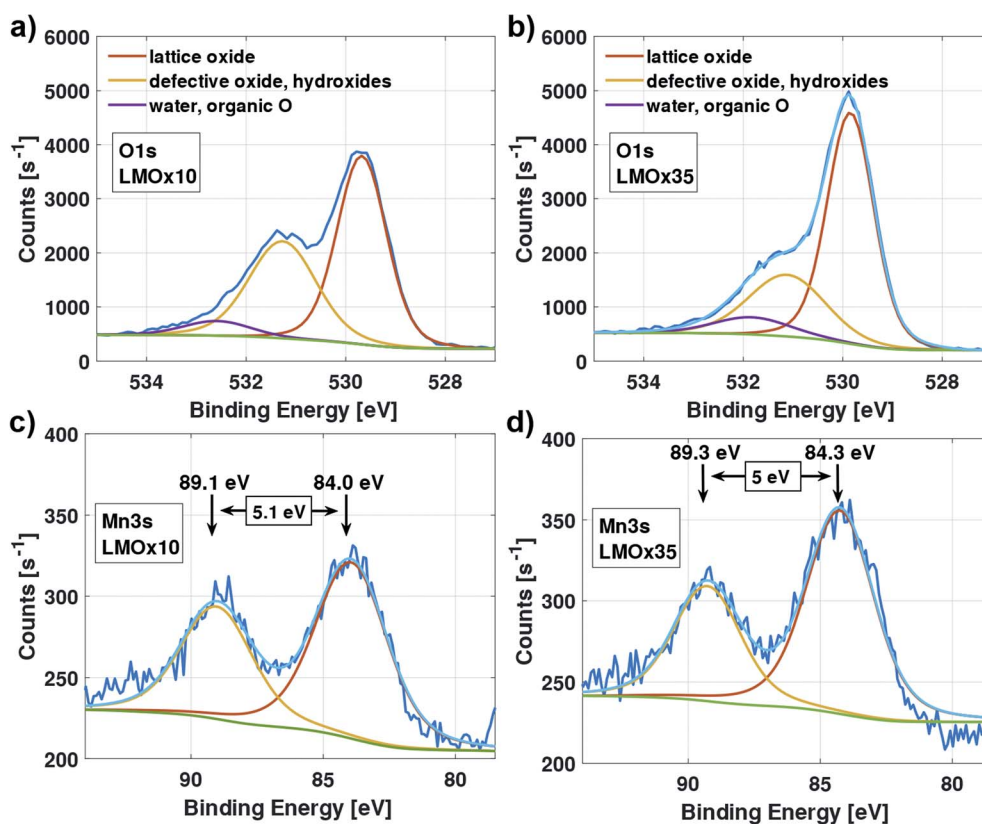 a)
6000
5000
4000
3000
2000
1000
0
Counts [s⁻¹]
lattice oxide
defective oxide, hydroxides
water, organic O
O1s
LMOx10
534 532 530 528
Binding Energy [eV]
b)
6000
5000
4000
3000
2000
1000
0
Counts [s⁻¹]
lattice oxide
defective oxide, hydroxides
water, organic O
O1s
LMOx35
534 532 530 528
Binding Energy [eV]
c)
400
350
300
250
200
Counts [s⁻¹]
89.1 eV 84.0 eV
5.1 eV
Mn3s
LMOx10
90 85 80
Binding Energy [eV]
d)
400
350
300
250
200
Counts [s⁻¹]
89.3 eV 84.3 eV
5 eV
Mn3s
LMOx35
90 85 80
Binding Energy [eV]